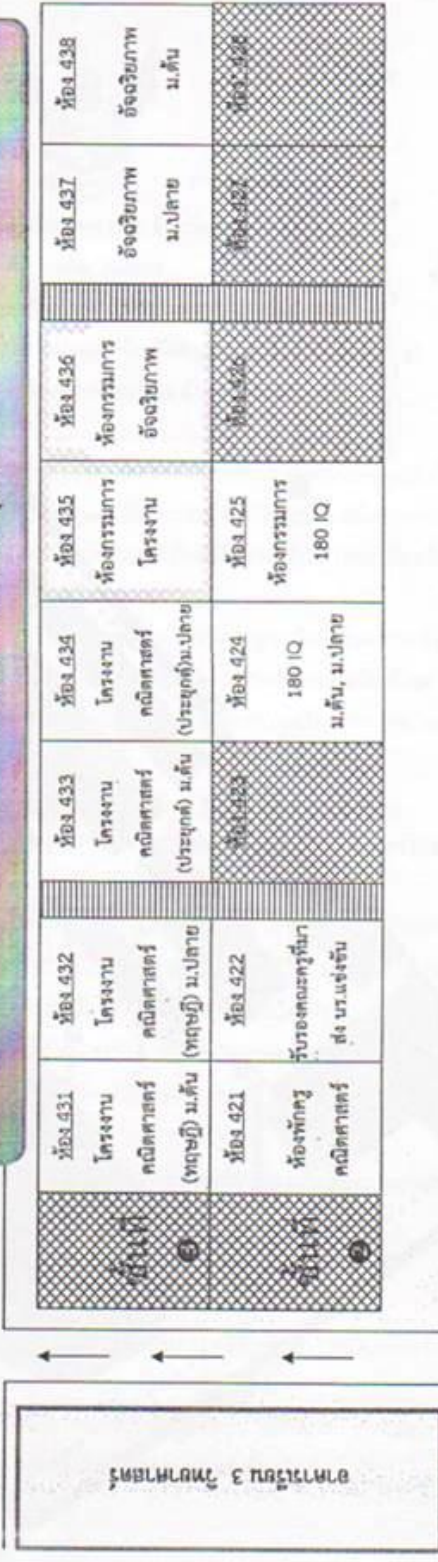 ชั้นที่ ❸
ห้อง 431
โครงงาน
คณิตศาสตร์
(ทฤษฎี) ม.ต้น
ห้อง 432
โครงงาน
คณิตศาสตร์
(ทฤษฎี) ม.ปลาย
ห้อง 433
โครงงาน
คณิตศาสตร์
(ประยุกต์) ม.ต้น
ห้อง 434
โครงงาน
คณิตศาสตร์
(ประยุกต์)ม.ปลาย
ห้อง 435
ห้องกรรมการ
โครงงาน
ห้อง 436
ห้องกรรมการ
อัจฉริยภาพ
ห้อง 437
อัจฉริยภาพ
ม.ปลาย
ห้อง 438
อัจฉริยภาพ
ม.ต้น
ชั้นที่ ❷
ห้อง 421
ห้องพักครู
คณิตศาสตร์
ห้อง 422
รับรองคณะครูที่มา
ส่ง นร.แข่งขัน
ห้อง 423
ห้อง 424
180 IQ
ม.ต้น, ม.ปลาย
ห้อง 425
ห้องกรรมการ
180 IQ
ห้อง 426
ห้อง 427
ห้อง 428
อาคารเรียน 3 วิทยาศาสตร์